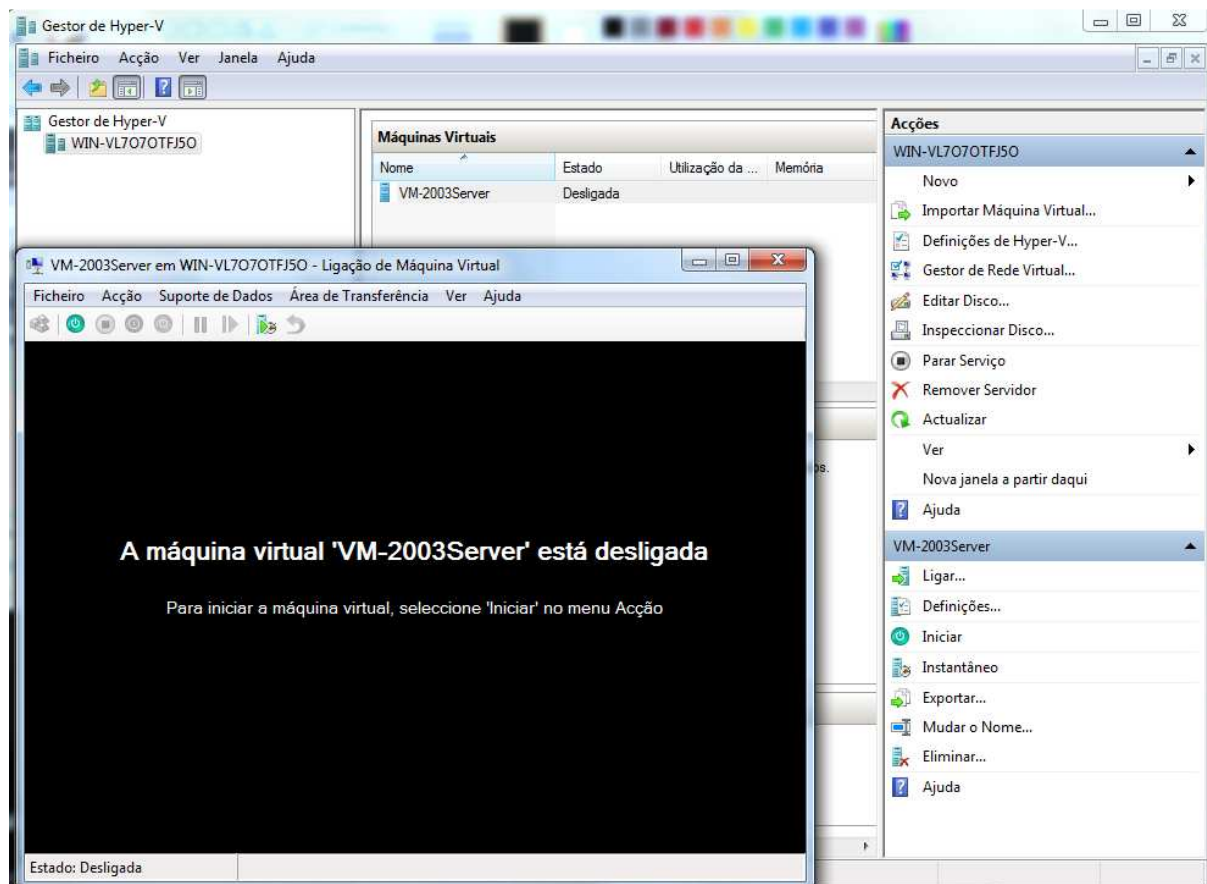 Gestor de Hyper-V
Ficheiro Acção Ver Janela Ajuda
Gestor de Hyper-V
WIN-VL7O7OTFJ5O
Máquinas Virtuais
Nome Estado Utilização da ... Memória
VM-2003Server Desligada
VM-2003Server em WIN-VL7O7OTFJ5O - Ligação de Máquina Virtual
Ficheiro Acção Suporte de Dados Área de Transferência Ver Ajuda
A máquina virtual 'VM-2003Server' está desligada
Para iniciar a máquina virtual, seleccione 'Iniciar' no menu Acção
Estado: Desligada
Acções
WIN-VL7O7OTFJ5O
Novo
Importar Máquina Virtual...
Definições de Hyper-V...
Gestor de Rede Virtual...
Editar Disco...
Inspeccionar Disco...
Parar Serviço
Remover Servidor
Actualizar
Ver
Nova janela a partir daqui
Ajuda
VM-2003Server
Ligar...
Definições...
Iniciar
Instantâneo
Exportar...
Mudar o Nome...
Eliminar...
Ajuda